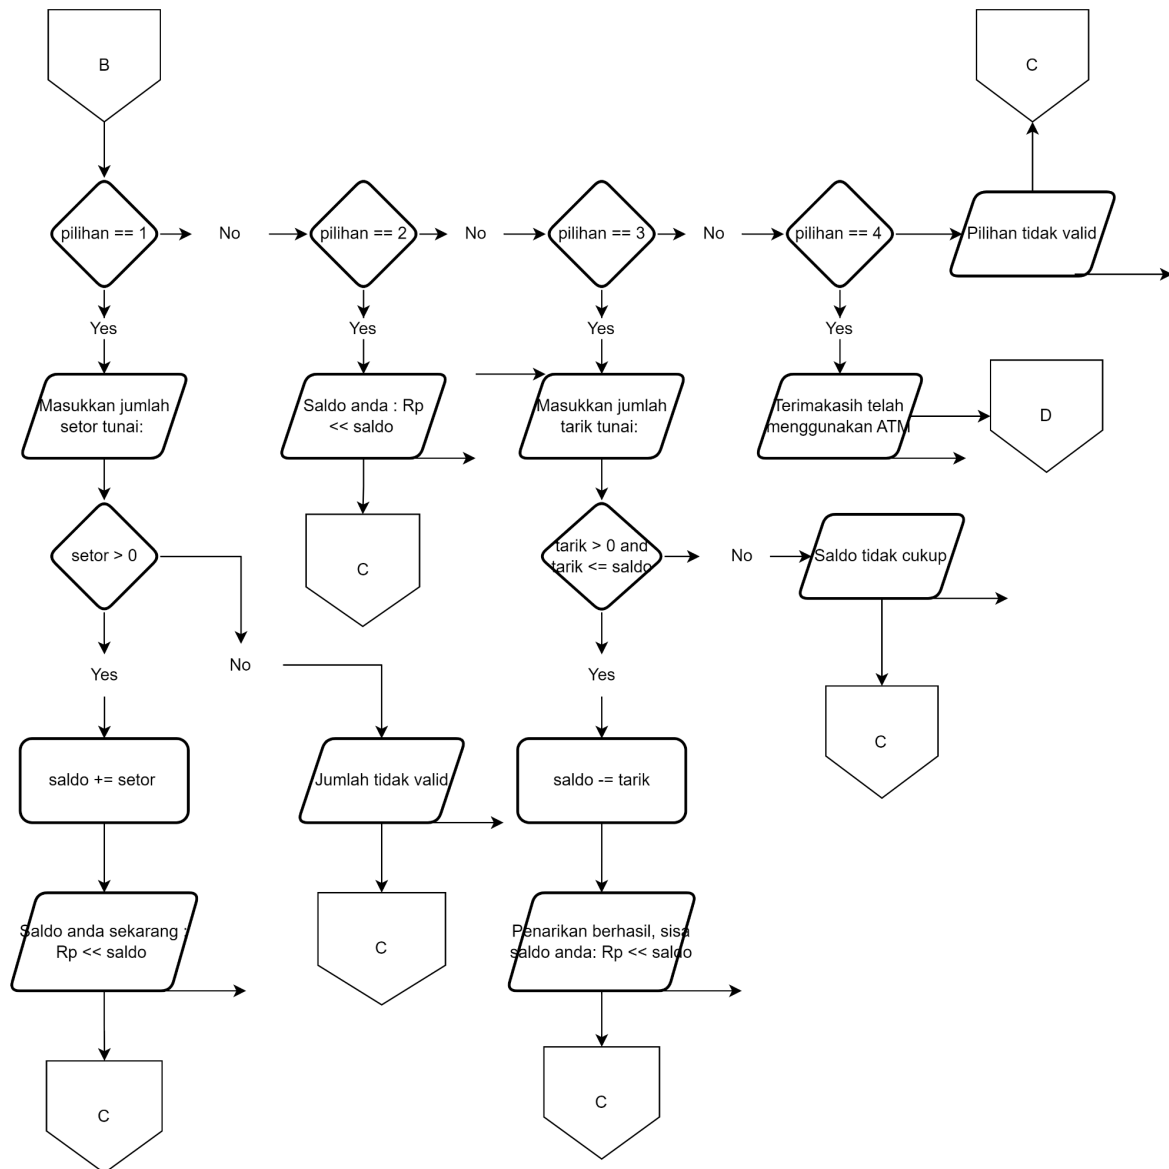 B
C
pilihan == 1
No
pilihan == 2
No
pilihan == 3
No
pilihan == 4
Pilihan tidak valid
Yes
Yes
Yes
Yes
Masukkan jumlah
setor tunai:
Saldo anda : Rp
<< saldo
Masukkan jumlah
tarik tunai:
Terimakasih telah
menggunakan ATM
D
setor > 0
C
tarik > 0 and
tarik <= saldo
No
Saldo tidak cukup
Yes
No
Yes
C
saldo += setor
Jumlah tidak valid
saldo -= tarik
Saldo anda sekarang :
Rp << saldo
C
Penarikan berhasil, sisa
saldo anda: Rp << saldo
C
C